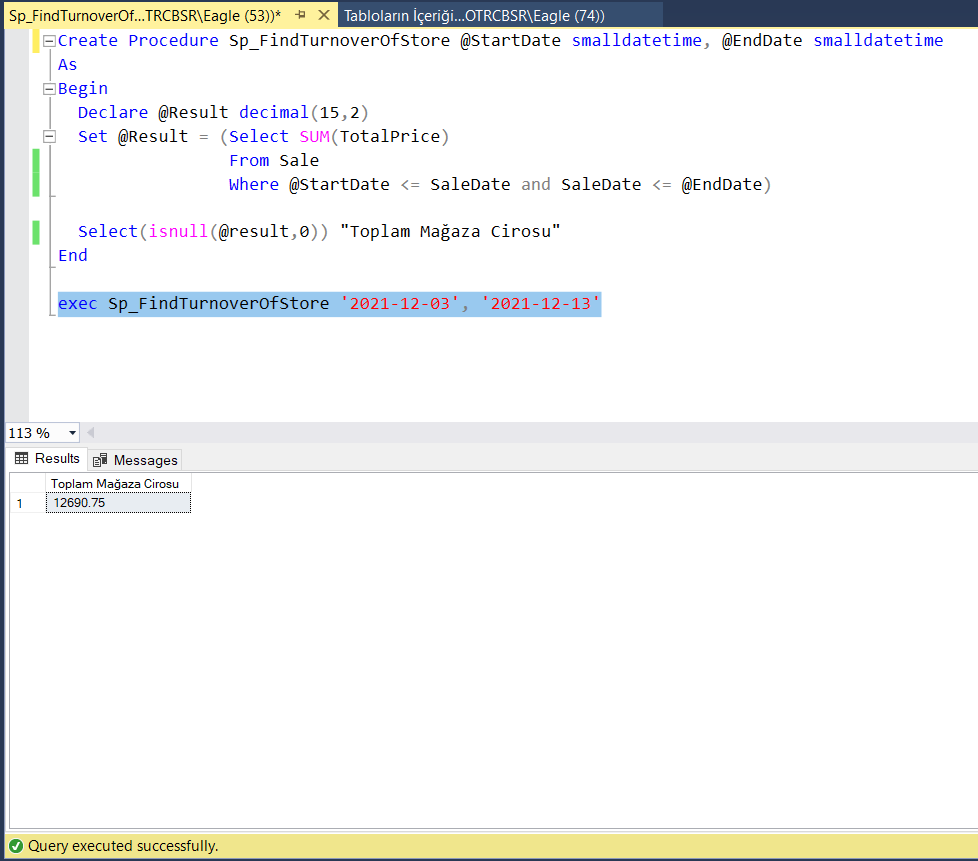 Sp_FindTurnoverOf...TRCBSR\Eagle (53))* Tabloların İçeriği...OTRCBSR\Eagle (74))
Create Procedure Sp_FindTurnoverOfStore @StartDate smalldatetime, @EndDate smalldatetime
As
Begin
Declare @Result decimal(15,2)
Set @Result = (Select SUM(TotalPrice)
From Sale
Where @StartDate <= SaleDate and SaleDate <= @EndDate)
Select(isnull(@result,0)) "Toplam Mağaza Cirosu"
End
exec Sp_FindTurnoverOfStore '2021-12-03', '2021-12-13'
113 %
Results Messages
Toplam Mağaza Cirosu
1 12690.75
Query executed successfully.